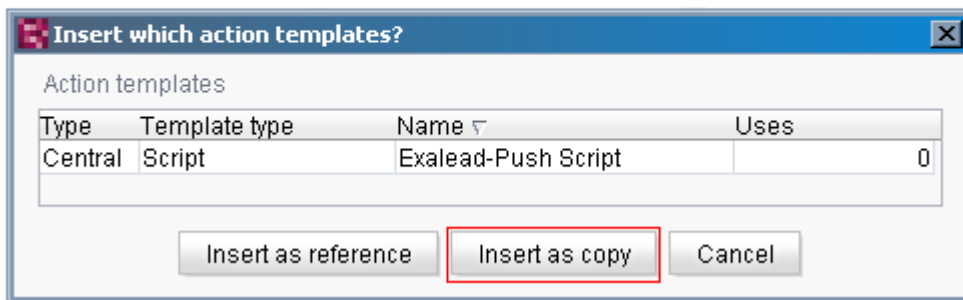 Insert which action templates?
Action templates
Type Template type Name Uses
Central Script Exalead-Push Script 0
Insert as reference Insert as copy Cancel